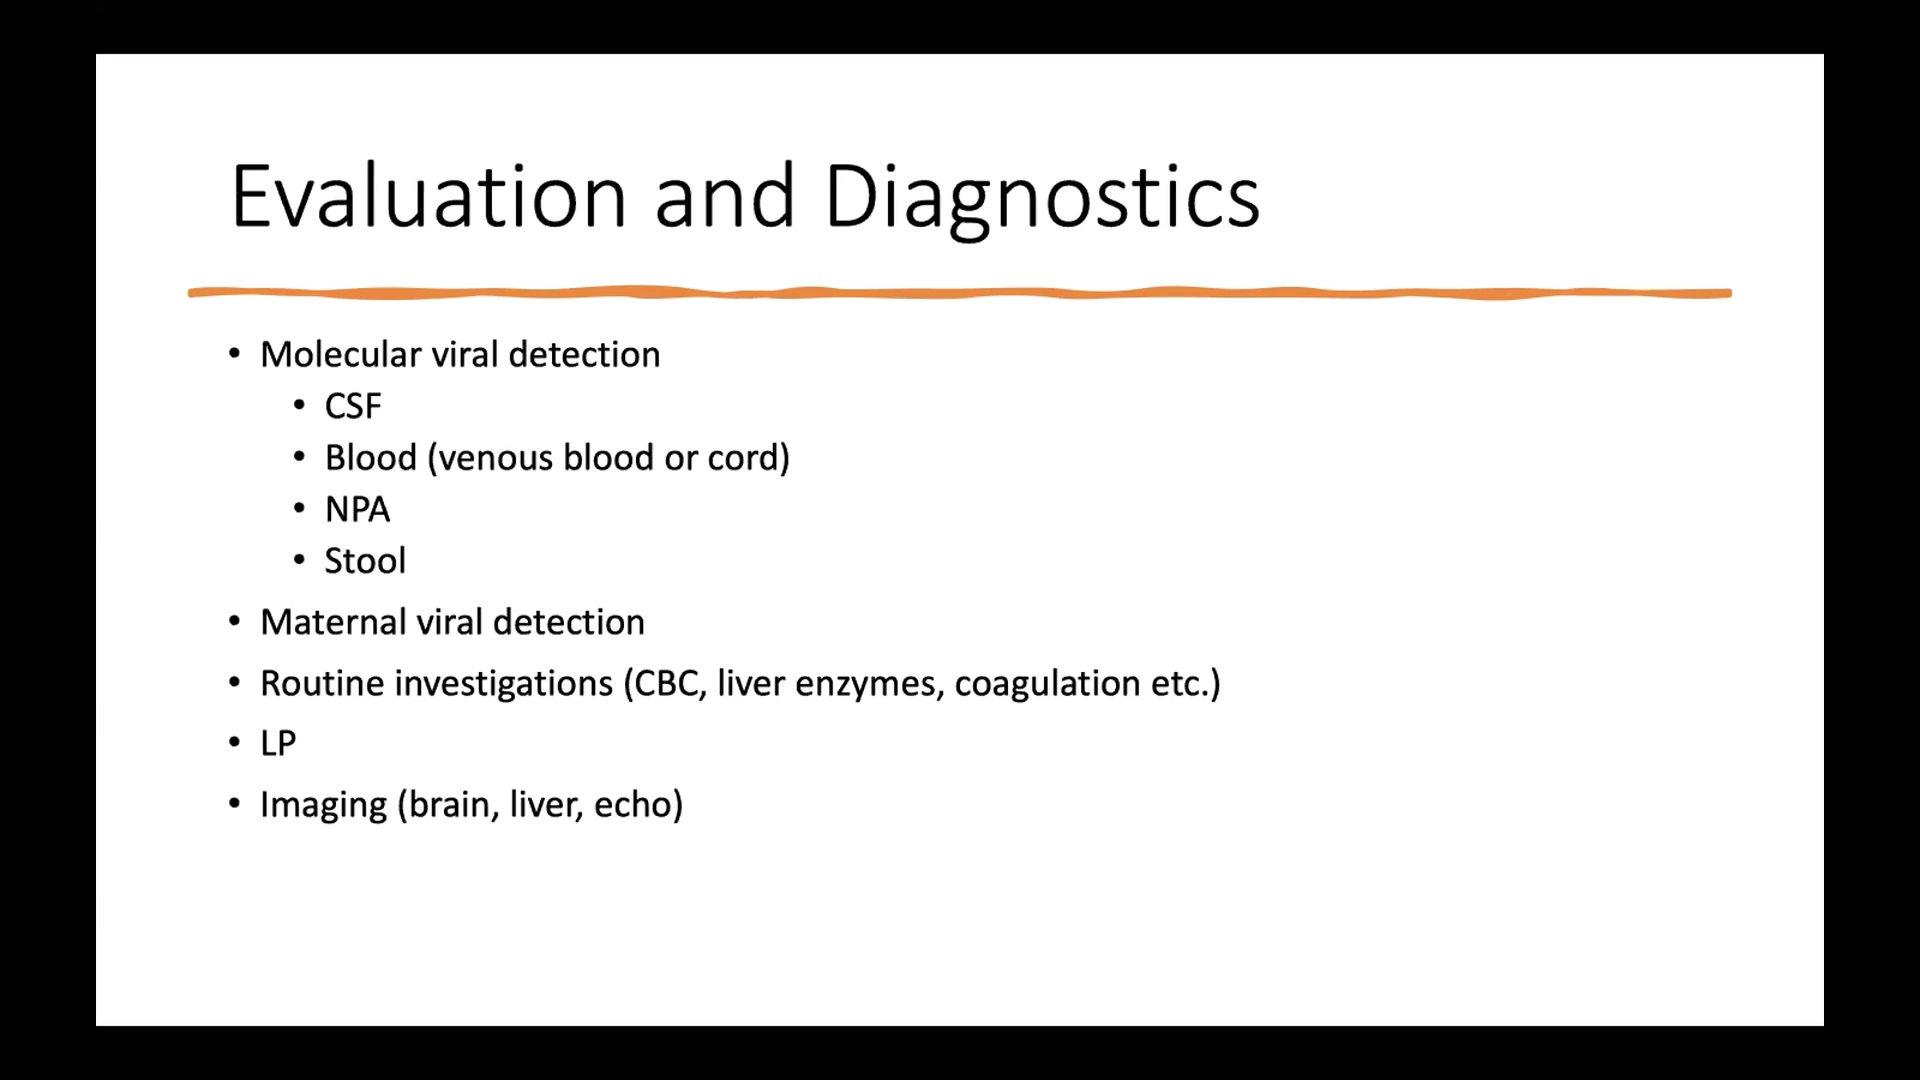 Evaluation and Diagnostics
• Molecular viral detection
• CSF
• Blood (venous blood or cord)
• NPA
• Stool
• Maternal viral detection
• Routine investigations (CBC, liver enzymes, coagulation etc.)
• LP
• Imaging (brain, liver, echo)